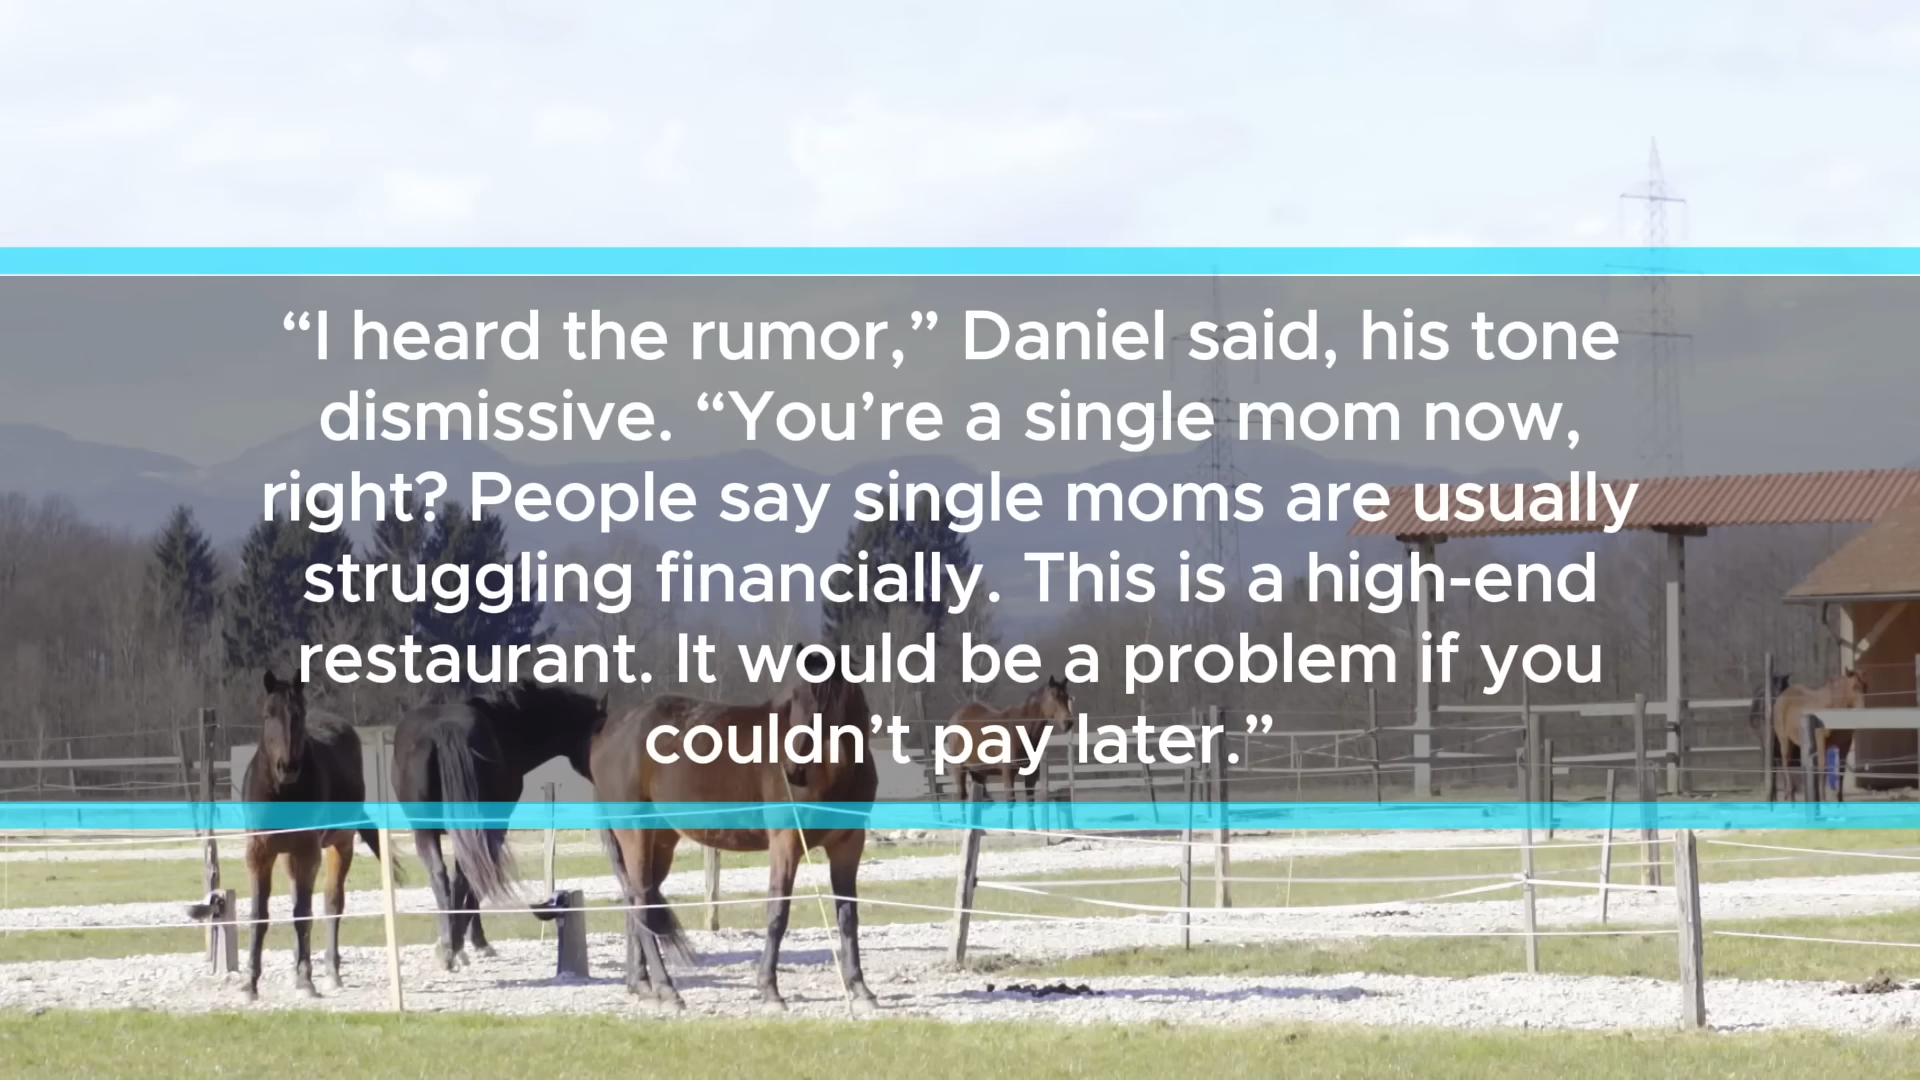 “I heard the rumor,” Daniel said, his tone
dismissive. “You’re a single mom now,
right? People say single moms are usually
struggling financially. This is a high-end
restaurant. It would be a problem if you
couldn’t pay later.”